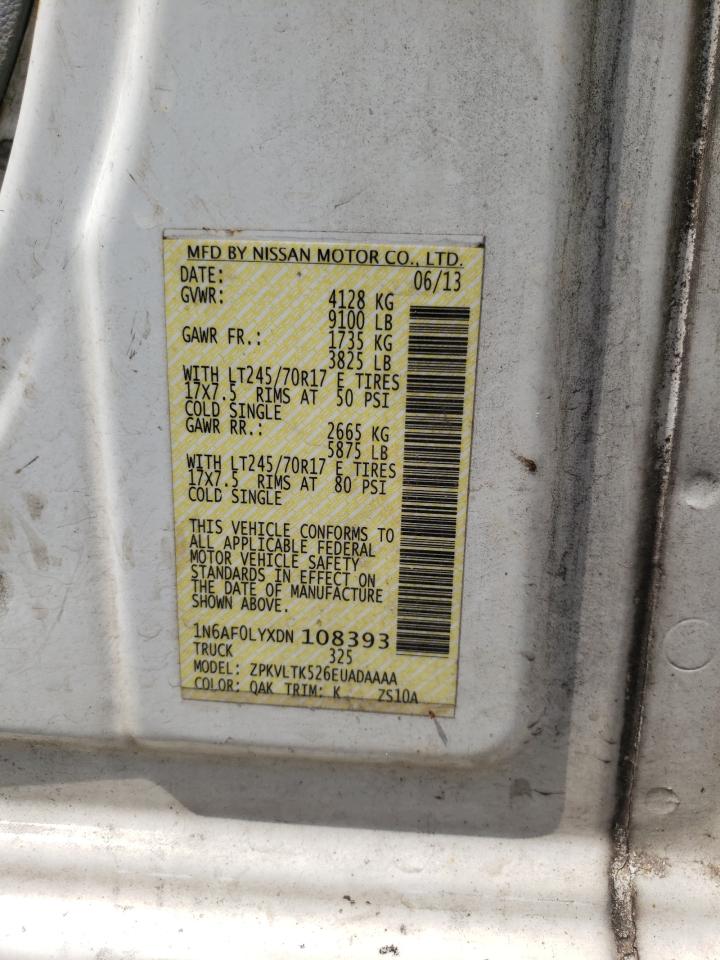 MFD BY NISSAN MOTOR CO., LTD.
DATE: 06/13
GVWR: 4128 KG
9100 LB
GAWR FR.: 1735 KG
3825 LB
WITH LT245/70R17 E TIRES
17X7.5 RIMS AT 50 PSI
COLD SINGLE
GAWR RR.: 2665 KG
5875 LB
WITH LT245/70R17 E TIRES
17X7.5 RIMS AT 80 PSI
COLD SINGLE
THIS VEHICLE CONFORMS TO
ALL APPLICABLE FEDERAL
MOTOR VEHICLE SAFETY
STANDARDS IN EFFECT ON
THE DATE OF MANUFACTURE
SHOWN ABOVE.
1N6AF0LYXDN 108393
TRUCK 325
MODEL: ZPKVLTK526EUADAAAA
COLOR: QAK TRIM: K ZS10A